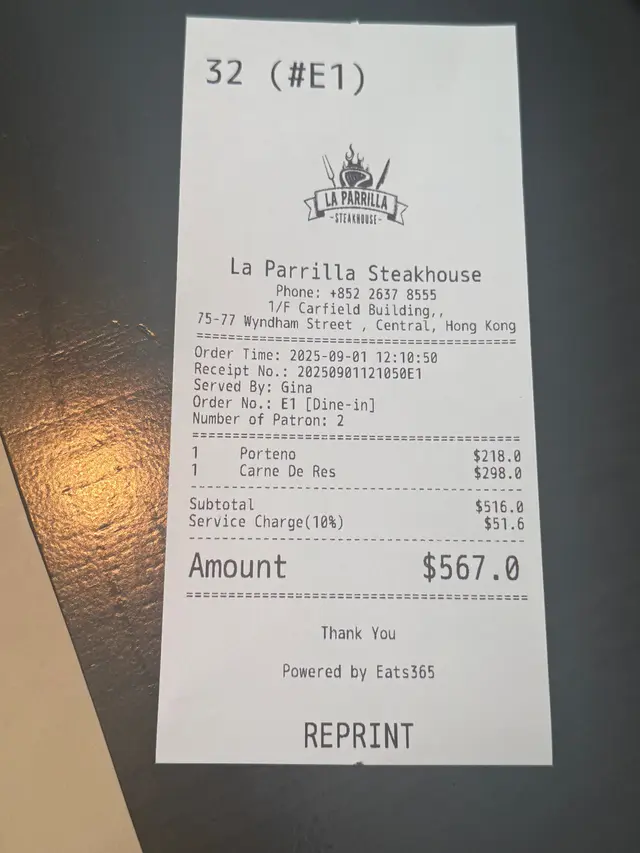 32 (#E1)
LA PARRILLA
-STEAKHOUSE-
La Parrilla Steakhouse
Phone: +852 2637 8555
1/F Carfield Building,,
75-77 Wyndham Street , Central, Hong Kong
==========================================
Order Time: 2025-09-01 12:10:50
Receipt No.: 20250901121050E1
Served By: Gina
Order No.: E1 [Dine-in]
Number of Patron: 2
==========================================
1 Porteno $218.0
1 Carne De Res $298.0
------------------------------------------
Subtotal $516.0
Service Charge(10%) $51.6
------------------------------------------
Amount $567.0
==========================================
Thank You
Powered by Eats365
REPRINT